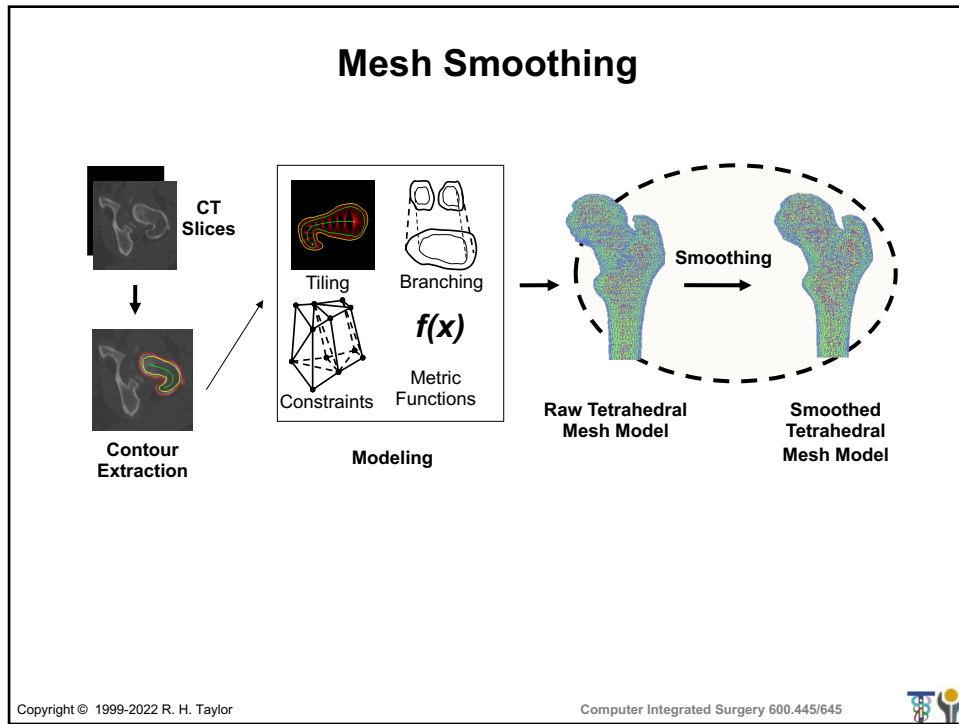 Mesh Smoothing
CT
Slices
Contour
Extraction
Tiling
Branching
Constraints
f(x)
Metric
Functions
Modeling
Smoothing
Raw Tetrahedral
Mesh Model
Smoothed
Tetrahedral
Mesh Model
Copyright © 1999-2022 R. H. Taylor
Computer Integrated Surgery 600.445/645